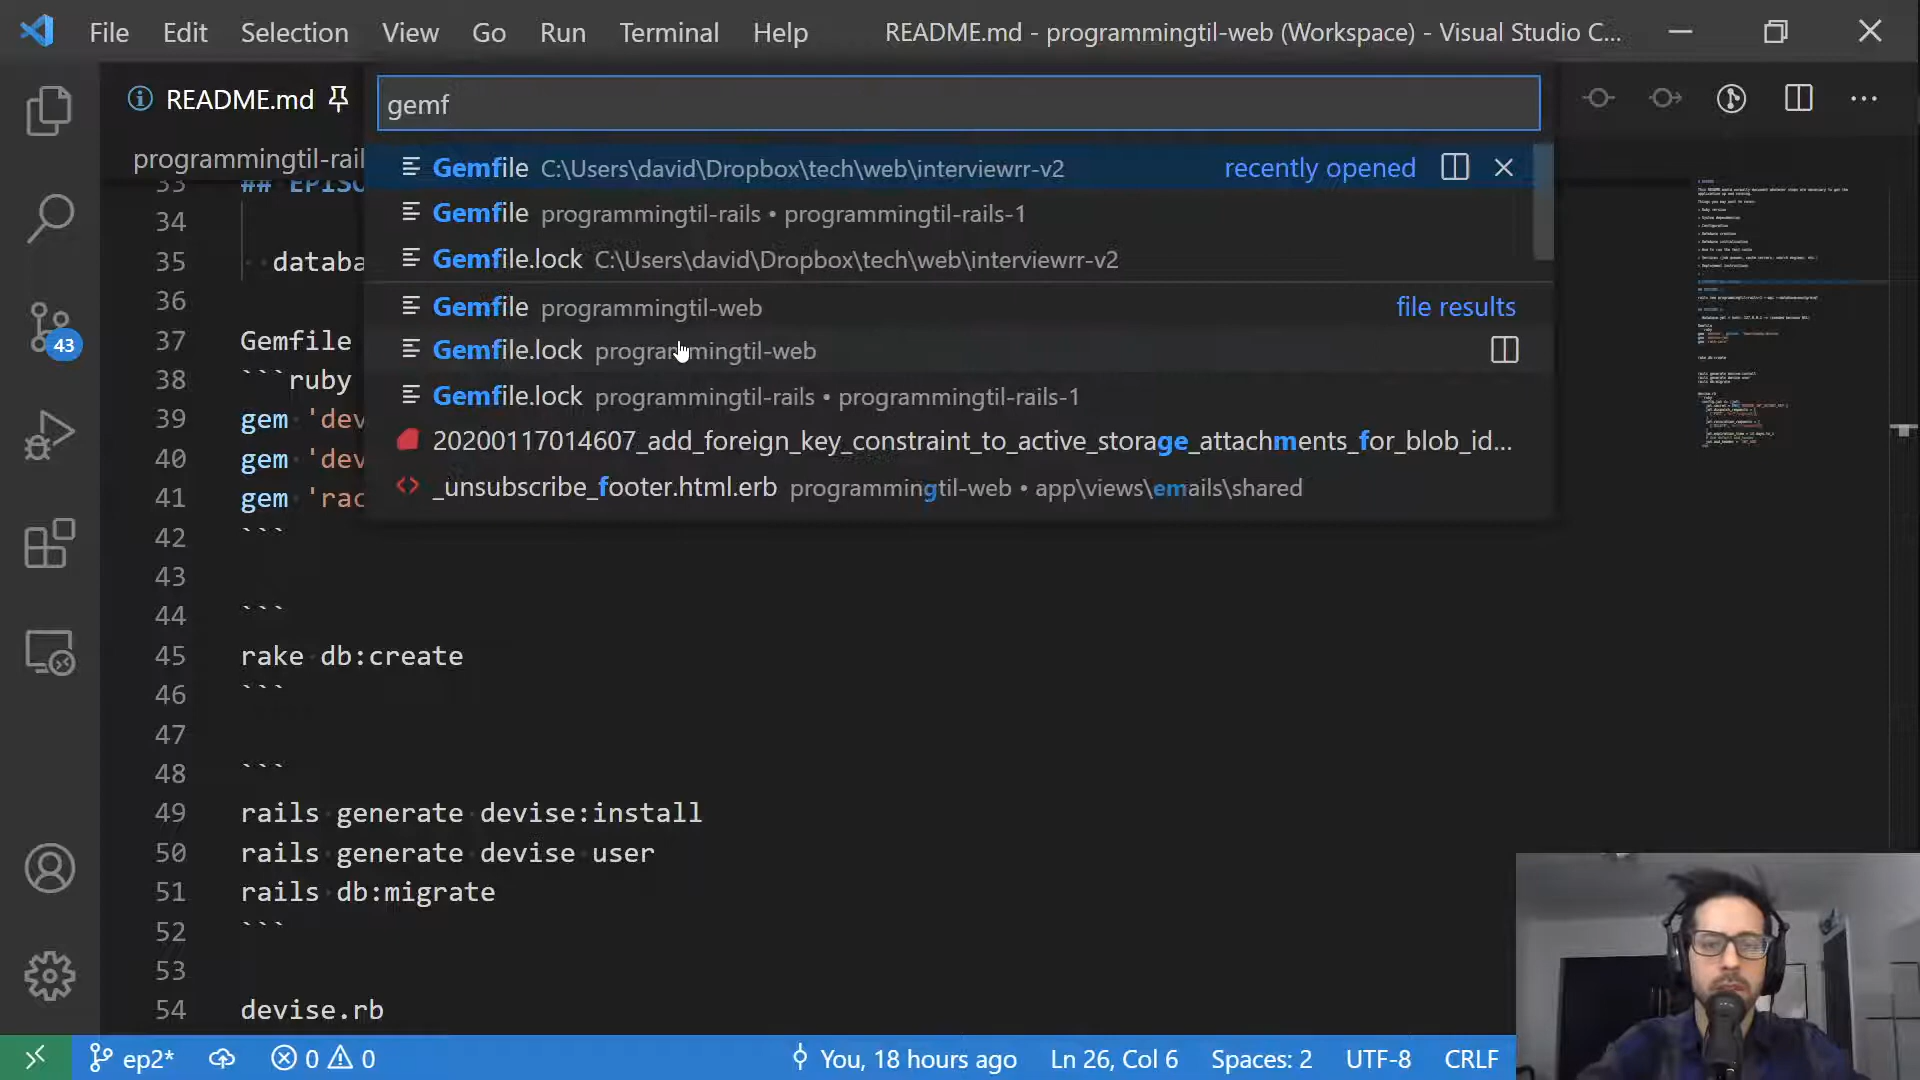 File Edit Selection View Go Run Terminal Help README.md - programmingtil-web (Workspace) - Visual Studio C...
README.md
gemf
programmingtil-rail
Gemfile C:\Users\david\Dropbox\tech\web\interviewrr-v2 recently opened
Gemfile programmingtil-rails • programmingtil-rails-1
Gemfile.lock C:\Users\david\Dropbox\tech\web\interviewrr-v2
Gemfile programmingtil-web file results
Gemfile.lock programmingtil-web
Gemfile.lock programmingtil-rails • programmingtil-rails-1
20200117014607_add_foreign_key_constraint_to_active_storage_attachments_for_blob_id...
_unsubscribe_footer.html.erb programmingtil-web • app\views\emails\shared
33 ## EPISO
34
35 databa
36
37 Gemfile
38 ```ruby
39 gem 'dev
40 gem 'dev
41 gem 'rac
42 ```
43
44 ```
45 rake db:create
46 ```
47
48 ```
49 rails generate devise:install
50 rails generate devise user
51 rails db:migrate
52 ```
53
54 devise.rb
43
ep2* 0 0 You, 18 hours ago Ln 26, Col 6 Spaces: 2 UTF-8 CRLF